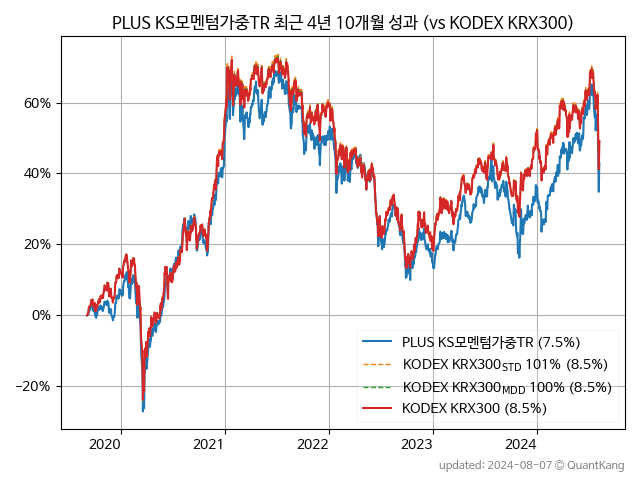 PLUS KS모멘텀가중TR 최근 4년 10개월 성과 (vs KODEX KRX300)
60%
40%
20%
0%
−20%
PLUS KS모멘텀가중TR (7.5%)
KODEX KRX300STD 101% (8.5%)
KODEX KRX300MDD 100% (8.5%)
KODEX KRX300 (8.5%)
2020 2021 2022 2023 2024
updated: 2024-08-07 © QuantKang